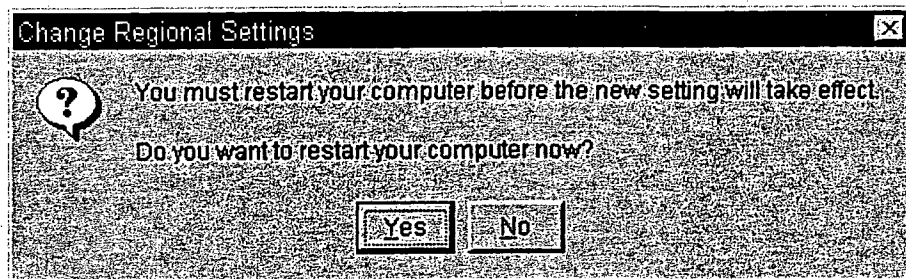 Change Regional Settings
You must restart your computer before the new setting will take effect.
Do you want to restart your computer now?
Yes No